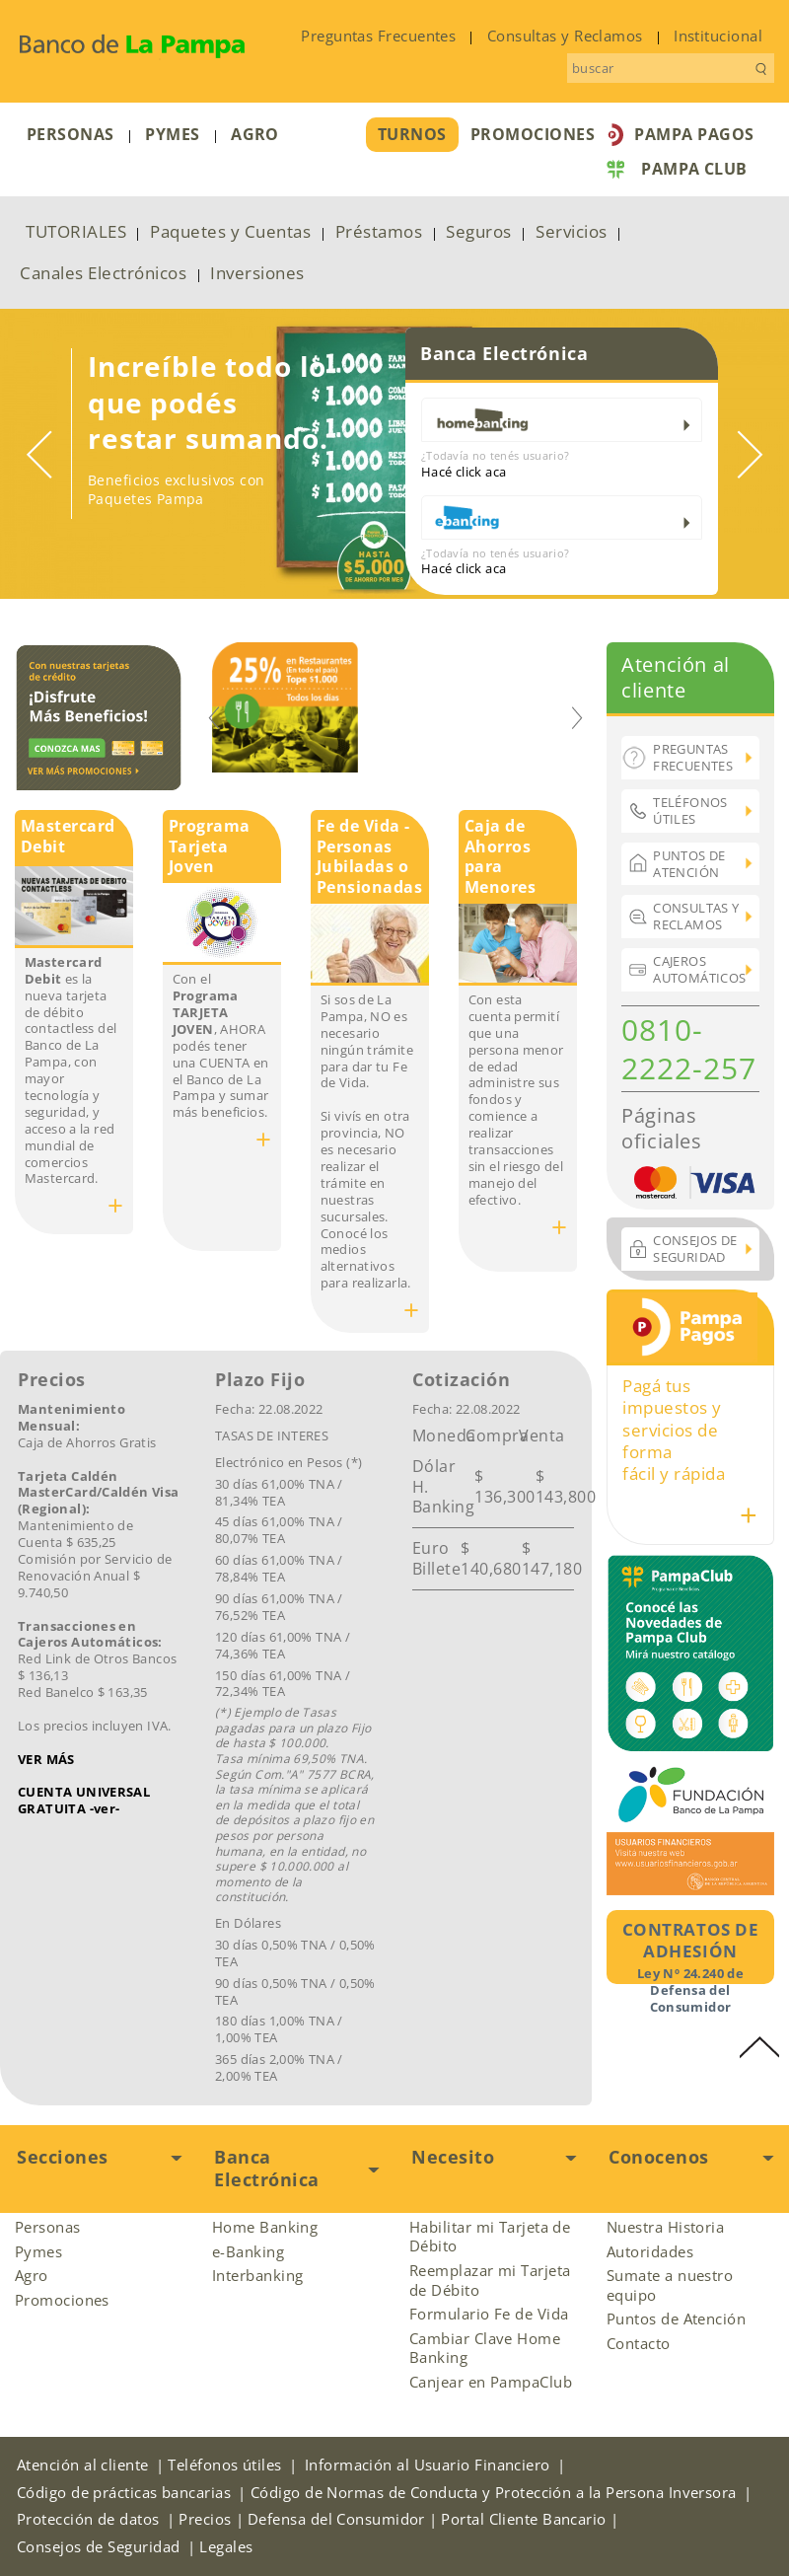 Banco de La Pampa
Preguntas Frecuentes | Consultas y Reclamos | Institucional
buscar
PERSONAS | PYMES | AGRO
TURNOS PROMOCIONES PAMPA PAGOS
PAMPA CLUB
TUTORIALES | Paquetes y Cuentas | Préstamos | Seguros | Servicios |
Canales Electrónicos | Inversiones
Increíble todo lo
que podés
restar sumando.
Beneficios exclusivos con
Paquetes Pampa
$1.000
$1.000
$1.000
$1.000
$1.000
HASTA
$5.000
DE AHORRO POR MES
Banca Electrónica
homebanking
¿Todavía no tenés usuario?
Hacé click aca
ebanking
¿Todavía no tenés usuario?
Hacé click aca
Con nuestras tarjetas
de crédito
¡Disfrute
Más Beneficios!
CONOZCA MAS
VER MÁS PROMOCIONES
25% en Restaurantes
(En todo el país)
Tope $1.000
Todos los días
Mastercard
Debit
NUEVAS TARJETAS DE DEBITO
CONTACTLESS
Mastercard
Debit es la
nueva tarjeta
de débito
contactless del
Banco de La
Pampa, con
mayor
tecnología y
seguridad, y
acceso a la red
mundial de
comercios
Mastercard.
+
Programa
Tarjeta
Joven
TARJETA
JOVEN
Con el
Programa
TARJETA
JOVEN, AHORA
podés tener
una CUENTA en
el Banco de La
Pampa y sumar
más beneficios.
+
Fe de Vida -
Personas
Jubiladas o
Pensionadas
Si sos de La
Pampa, NO es
necesario
ningún trámite
para dar tu Fe
de Vida.
Si vivís en otra
provincia, NO
es necesario
realizar el
trámite en
nuestras
sucursales.
Conocé los
medios
alternativos
para realizarla.
+
Caja de
Ahorros
para
Menores
Con esta
cuenta permití
que una
persona menor
de edad
administre sus
fondos y
comience a
realizar
transacciones
sin el riesgo del
manejo del
efectivo.
+
Atención al
cliente
PREGUNTAS
FRECUENTES
TELÉFONOS
ÚTILES
PUNTOS DE
ATENCIÓN
CONSULTAS Y
RECLAMOS
CAJEROS
AUTOMÁTICOS
0810-
2222-257
Páginas
oficiales
mastercard. VISA
CONSEJOS DE
SEGURIDAD
P Pampa
Pagos
Pagá tus
impuestos y
servicios de
forma
fácil y rápida
+
PampaClub
Conocé las
Novedades de
Pampa Club
Mirá nuestro catálogo
FUNDACIÓN
Banco de La Pampa
USUARIOS FINANCIEROS
Visita nuestra web
www.usuariosfinancieros.gob.ar
BANCO CENTRAL
DE LA REPÚBLICA ARGENTINA
CONTRATOS DE
ADHESIÓN
Ley Nº 24.240 de
Defensa del
Consumidor
Precios
Mantenimiento
Mensual:
Caja de Ahorros Gratis
Tarjeta Caldén
MasterCard/Caldén Visa
(Regional):
Mantenimiento de
Cuenta $ 635,25
Comisión por Servicio de
Renovación Anual $
9.740,50
Transacciones en
Cajeros Automáticos:
Red Link de Otros Bancos
$ 136,13
Red Banelco $ 163,35
Los precios incluyen IVA.
VER MÁS
CUENTA UNIVERSAL
GRATUITA -ver-
Plazo Fijo
Fecha: 22.08.2022
TASAS DE INTERES
Electrónico en Pesos (*)
30 días 61,00% TNA /
81,34% TEA
45 días 61,00% TNA /
80,07% TEA
60 días 61,00% TNA /
78,84% TEA
90 días 61,00% TNA /
76,52% TEA
120 días 61,00% TNA /
74,36% TEA
150 días 61,00% TNA /
72,34% TEA
(*) Ejemplo de Tasas
pagadas para un plazo Fijo
de hasta $ 100.000.
Tasa mínima 69,50% TNA.
Según Com."A" 7577 BCRA,
la tasa mínima se aplicará
en la medida que el total
de depósitos a plazo fijo en
pesos por persona
humana, en la entidad, no
supere $ 10.000.000 al
momento de la
constitución.
En Dólares
30 días 0,50% TNA / 0,50%
TEA
90 días 0,50% TNA / 0,50%
TEA
180 días 1,00% TNA /
1,00% TEA
365 días 2,00% TNA /
2,00% TEA
Cotización
Fecha: 22.08.2022
Moneda Compra Venta
Dólar
H.
Banking
$
136,300
$
143,800
Euro
Billete
$
140,680
$
147,180
Secciones
Personas
Pymes
Agro
Promociones
Banca
Electrónica
Home Banking
e-Banking
Interbanking
Necesito
Habilitar mi Tarjeta de
Débito
Reemplazar mi Tarjeta
de Débito
Formulario Fe de Vida
Cambiar Clave Home
Banking
Canjear en PampaClub
Conocenos
Nuestra Historia
Autoridades
Sumate a nuestro
equipo
Puntos de Atención
Contacto
Atención al cliente | Teléfonos útiles | Información al Usuario Financiero |
Código de prácticas bancarias | Código de Normas de Conducta y Protección a la Persona Inversora |
Protección de datos | Precios | Defensa del Consumidor | Portal Cliente Bancario |
Consejos de Seguridad | Legales